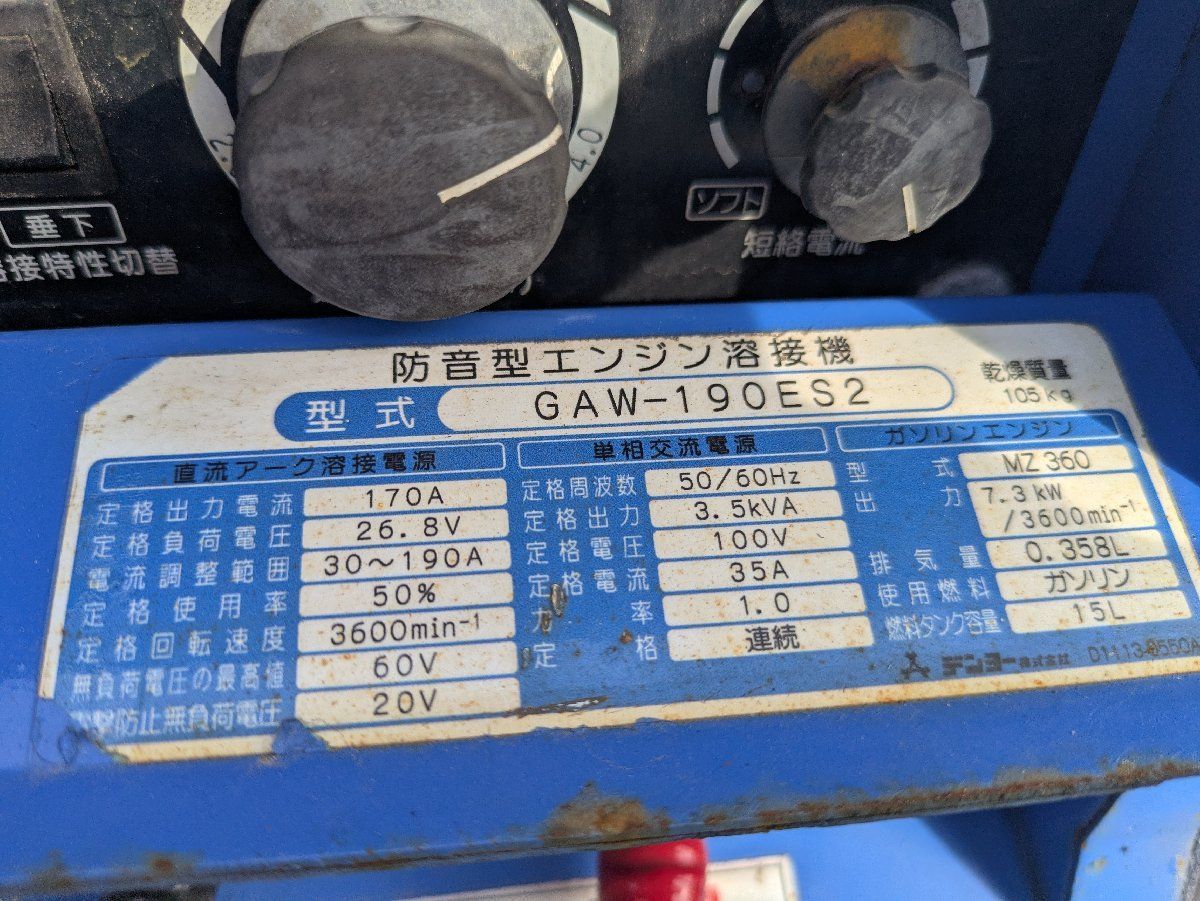 4.0
垂下
ソフト
接特性切替
短絡電流
防音型エンジン溶接機
型式 GAW-190ES2
乾燥質量
105kg
直流アーク溶接電源
定格出力電流 170A
定格負荷電圧 26.8V
電流調整範囲 30～190A
定格使用率 50%
定格回転速度 3600min⁻¹
無負荷電圧の最高値 60V
電撃防止無負荷電圧 20V
単相交流電源
定格周波数 50/60Hz
定格出力 3.5kVA
定格電圧 100V
定格電流 35A
力率 1.0
定格 連続
ガソリンエンジン
型式 MZ360
出力 7.3kW
/3600min⁻¹
排気量 0.358L
使用燃料 ガソリン
燃料タンク容量 15L
デンヨー株式会社